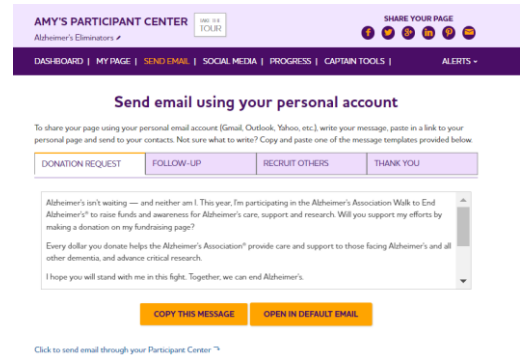 AMY'S PARTICIPANT CENTER
TOUR
SHARE YOUR PAGE
Alzheimer's Eliminators
DASHBOARD | MY PAGE | SEND EMAIL | SOCIAL MEDIA | PROGRESS | CAPTAIN TOOLS | ALERTS
Send email using your personal account
To share your page using your personal email account (Gmail, Outlook, Yahoo, etc.), write your message, paste in a link to your
personal page and send to your contacts. Not sure what to write? Copy and paste one of the message templates provided below.
DONATION REQUEST FOLLOW-UP RECRUIT OTHERS THANK YOU
Alzheimer's isn't waiting — and neither am I. This year, I'm participating in the Alzheimer's Association Walk to End
Alzheimer's® to raise funds and awareness for Alzheimer's care, support and research. Will you support my efforts by
making a donation on my fundraising page?
Every dollar you donate helps the Alzheimer's Association® provide care and support to those facing Alzheimer's and all
other dementia, and advance critical research.
I hope you will stand with me in this fight. Together, we can end Alzheimer's.
COPY THIS MESSAGE OPEN IN DEFAULT EMAIL
Click to send email through your Participant Center